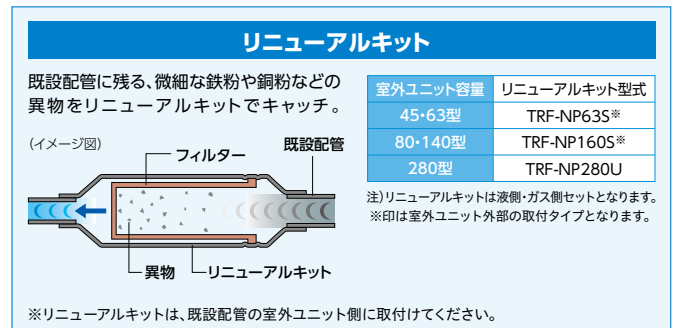 リニューアルキット
既設配管に残る、微細な鉄粉や銅粉などの
異物をリニューアルキットでキャッチ。
(イメージ図)
フィルター
既設配管
異物
リニューアルキット
室外ユニット容量 リニューアルキット型式
45・63型 TRF-NP63S※
80・140型 TRF-NP160S※
280型 TRF-NP280U
注)リニューアルキットは液側・ガス側セットとなります。
※印は室外ユニット外部の取付タイプとなります。
※リニューアルキットは、既設配管の室外ユニット側に取付けてください。